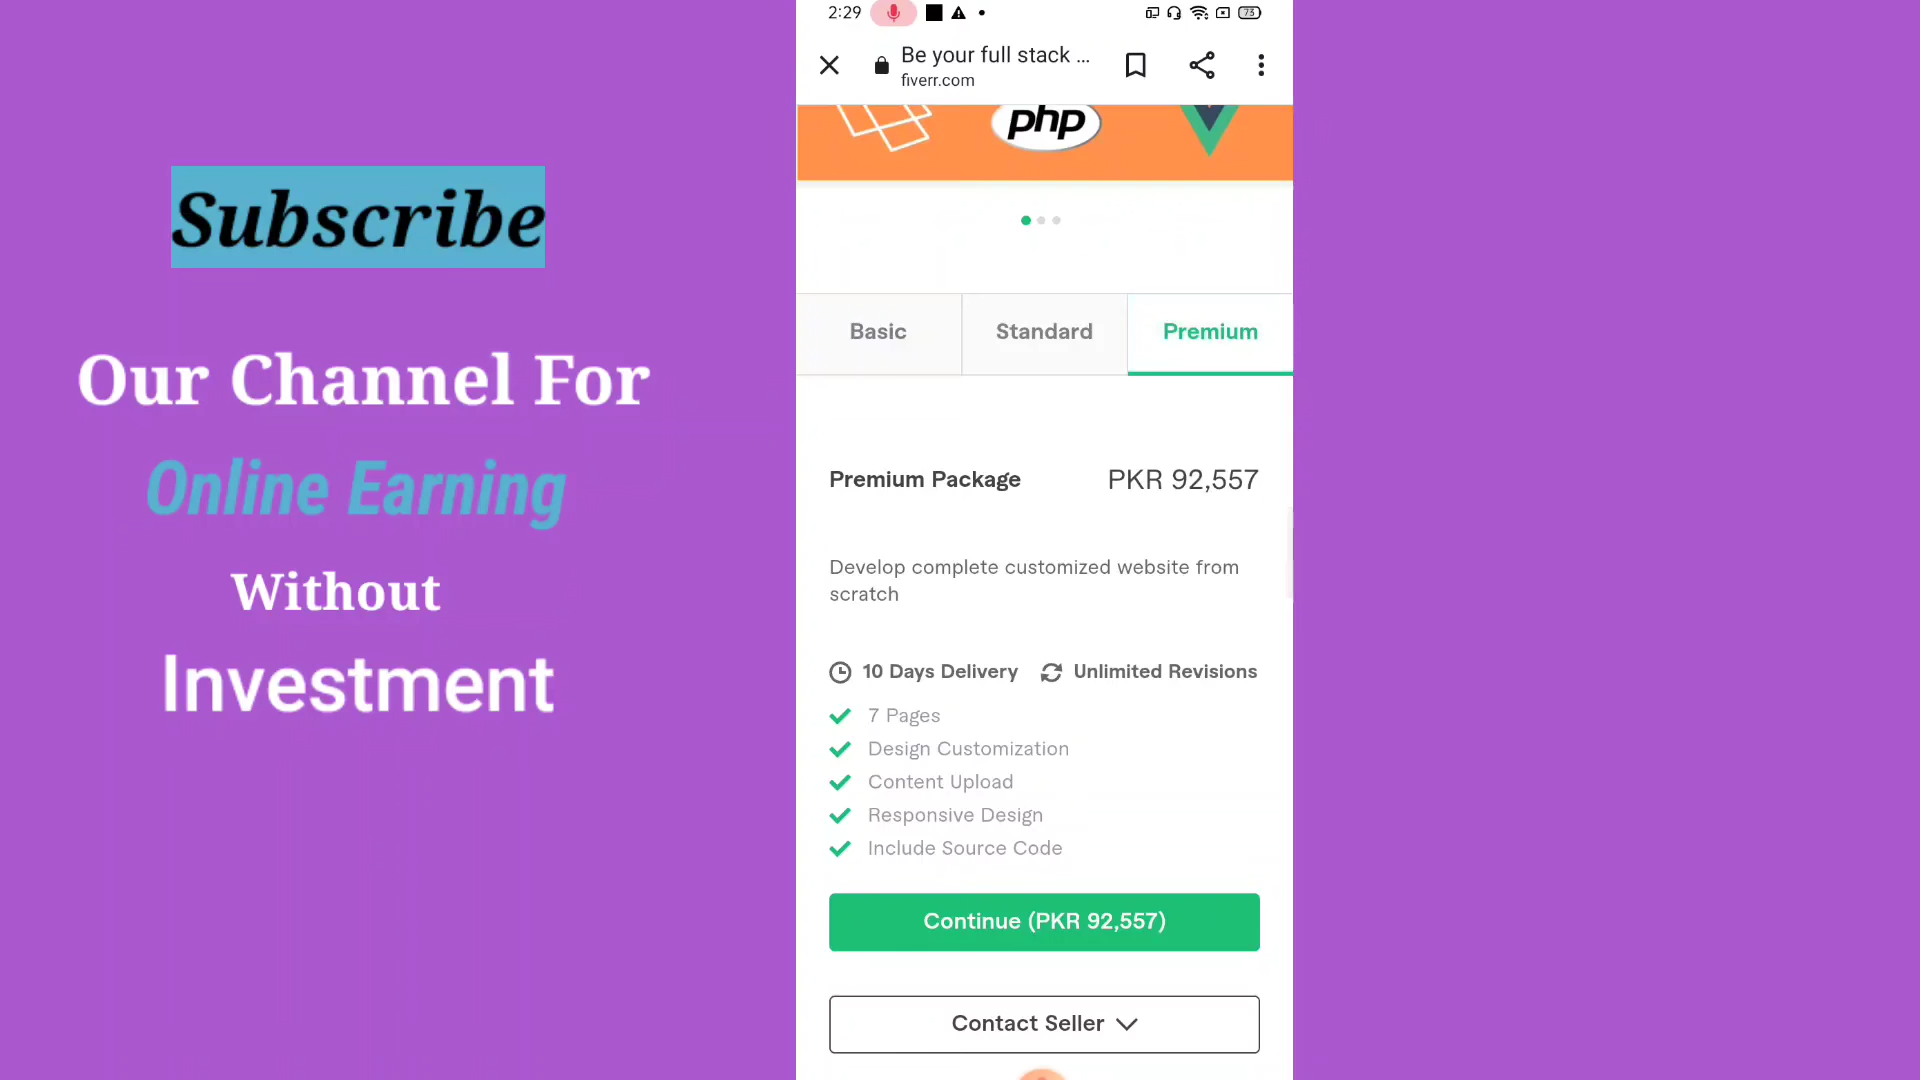 Subscribe
Our Channel For
Online Earning
Without
Investment
2:29
73
Be your full stack ...
fiverr.com
php
Basic
Standard
Premium
Premium Package
PKR 92,557
Develop complete customized website from
scratch
10 Days Delivery
Unlimited Revisions
7 Pages
Design Customization
Content Upload
Responsive Design
Include Source Code
Continue (PKR 92,557)
Contact Seller